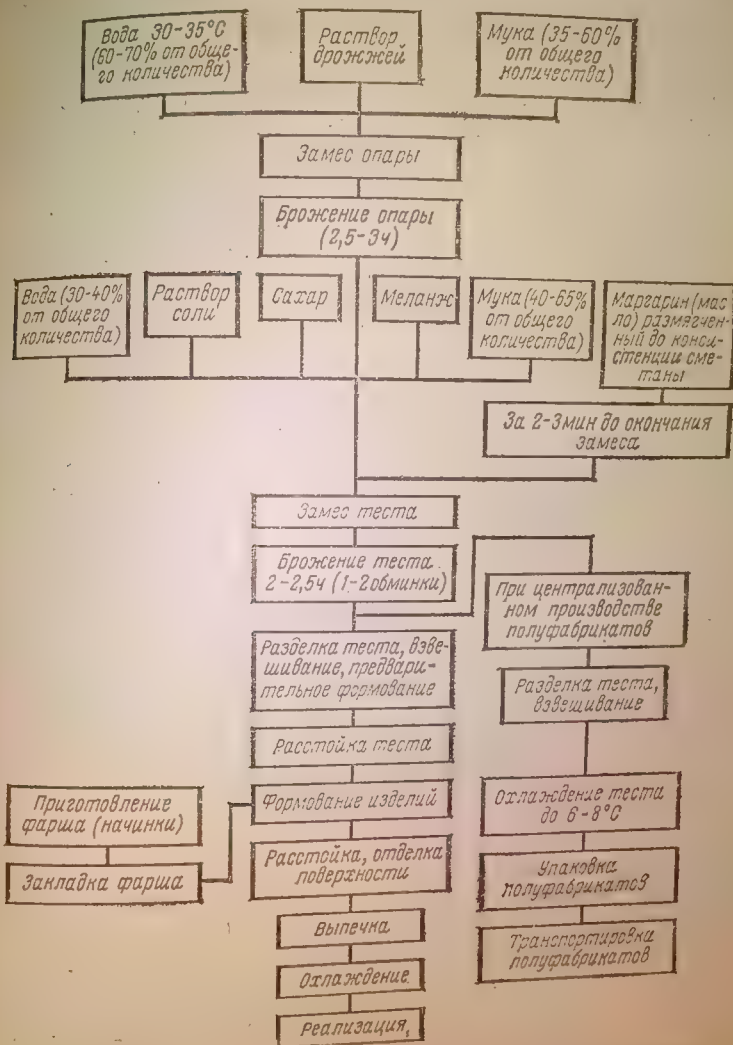 Вода 30-35°С
(60-70% от обще-
го количества)
Раствор
дрожжей
Мука (35-60%
от общего
количества)
Замес опары
Брожение опары
(2,5-3ч)
Вода (30-40%
от общего
количества)
Раствор
соли
Сахар
Меланж
Мука (40-65%
от общего
количества)
Маргарин (мас
ло) размягчен-
ный до конси-
стенции сме-
таны
За 2-3мин до окончания
замеса
Замес теста
Брожение теста
2-2,5ч (1-2обминки)
При централизован-
ном производстве
полуфабрикатов
Разделка теста, взве-
шивание, предвари-
тельное формование
Разделка теста,
взвешивание
Расстойка теста
Приготовление
фарша (начинки)
Формование изделий
Охлаждение теста
до 6-8°С
Закладка фарша
Расстойка, отделка
поверхности
Упаковка
полуфабрикатов
Выпечка
Транспортировка
полуфабрикатов
Охлаждение
Реализация,